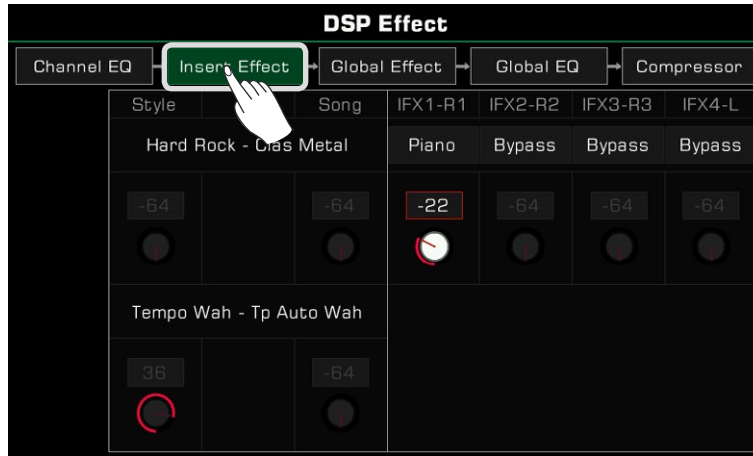 DSP Effect
Channel EQ Insert Effect Global Effect Global EQ Compressor
Style Song IFX1-R1 IFX2-R2 IFX3-R3 IFX4-L
Hard Rock - Clas Metal Piano Bypass Bypass Bypass
-64 -64 -22 -64 -64 -64
Tempo Wah - Tp Auto Wah
36 -64